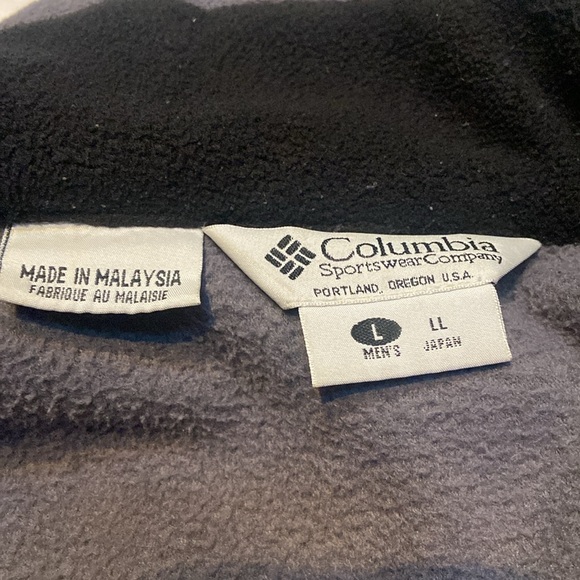 MADE IN MALAYSIA
FABRIQUE AU MALAISIE
Columbia
Sportswear Company
PORTLAND, OREGON U.S.A.
L LL
MEN'S JAPAN